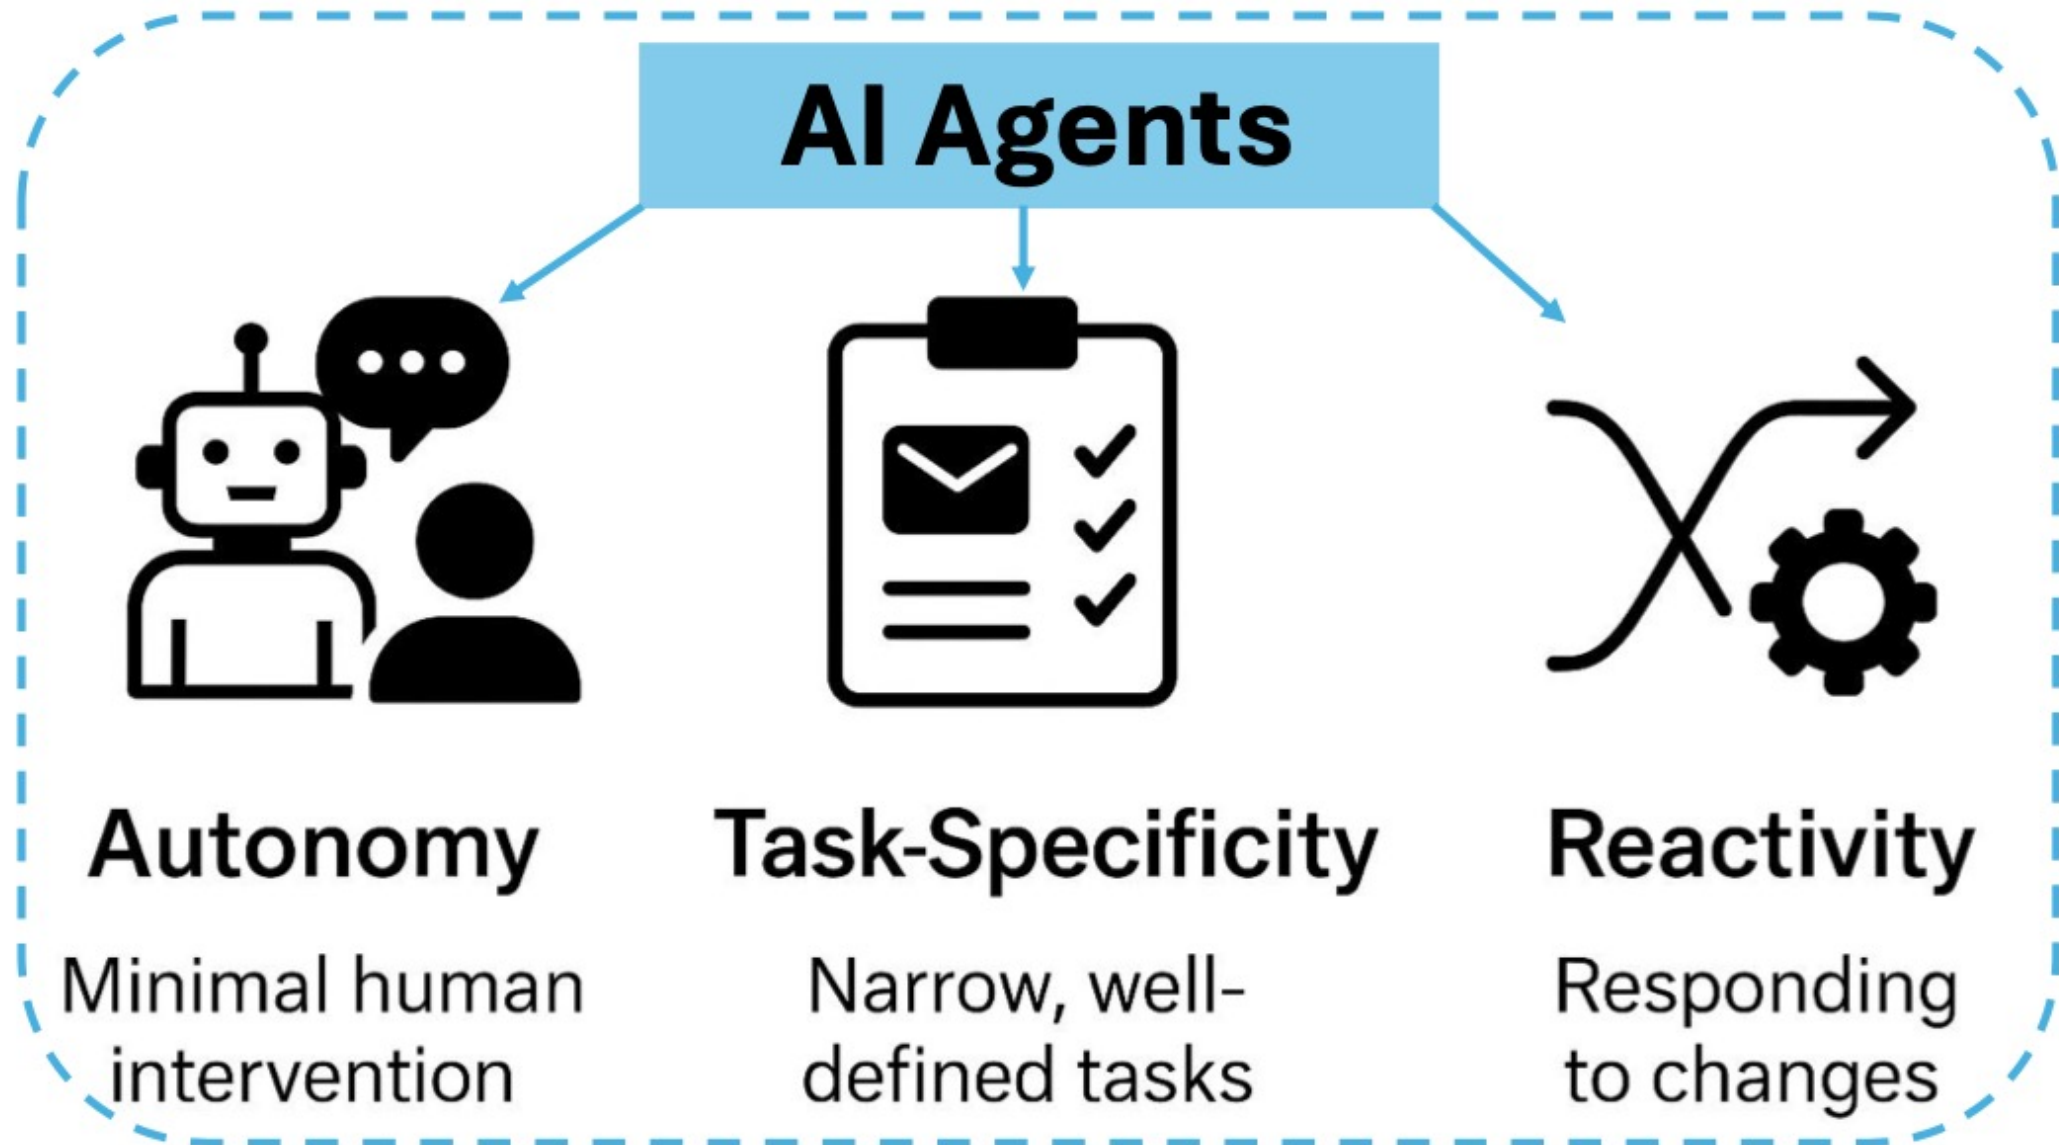 AI Agents
Autonomy
Minimal human
intervention
Task-Specificity
Narrow, well-
defined tasks
Reactivity
Responding
to changes